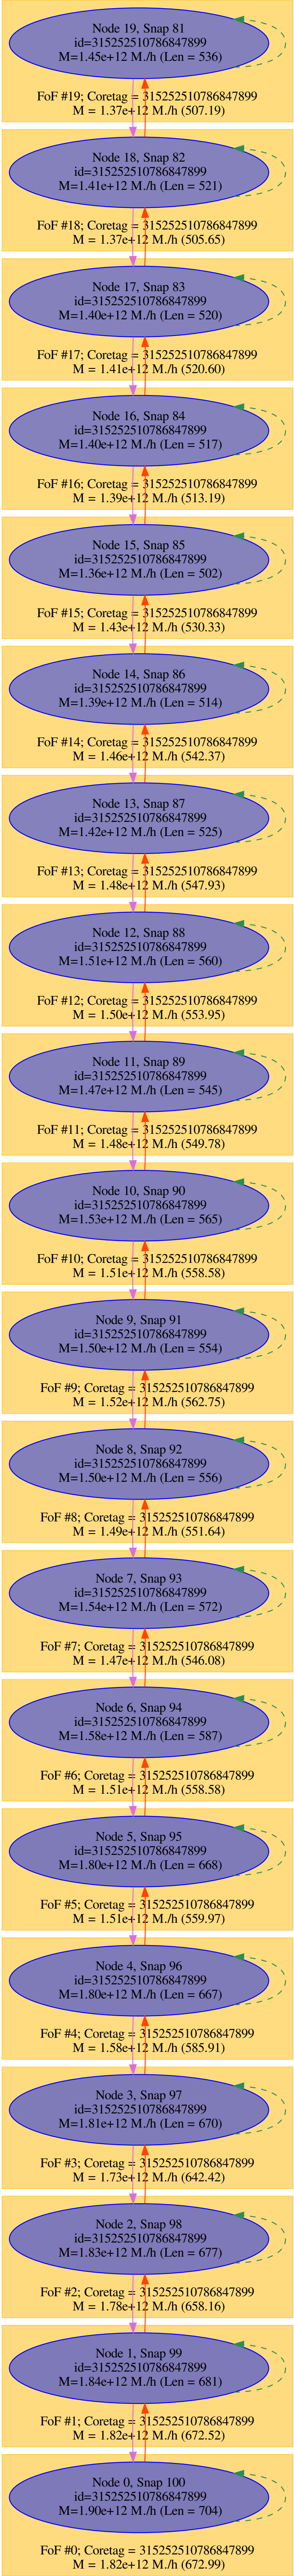 Node 19, Snap 81
id=315252510786847899
M=1.45e+12 M./h (Len = 536)
FoF #19; Coretag = 315252510786847899
M = 1.37e+12 M./h (507.19)
Node 18, Snap 82
id=315252510786847899
M=1.41e+12 M./h (Len = 521)
FoF #18; Coretag = 315252510786847899
M = 1.37e+12 M./h (505.65)
Node 17, Snap 83
id=315252510786847899
M=1.40e+12 M./h (Len = 520)
FoF #17; Coretag = 315252510786847899
M = 1.41e+12 M./h (520.60)
Node 16, Snap 84
id=315252510786847899
M=1.40e+12 M./h (Len = 517)
FoF #16; Coretag = 315252510786847899
M = 1.39e+12 M./h (513.19)
Node 15, Snap 85
id=315252510786847899
M=1.36e+12 M./h (Len = 502)
FoF #15; Coretag = 315252510786847899
M = 1.43e+12 M./h (530.33)
Node 14, Snap 86
id=315252510786847899
M=1.39e+12 M./h (Len = 514)
FoF #14; Coretag = 315252510786847899
M = 1.46e+12 M./h (542.37)
Node 13, Snap 87
id=315252510786847899
M=1.42e+12 M./h (Len = 525)
FoF #13; Coretag = 315252510786847899
M = 1.48e+12 M./h (547.93)
Node 12, Snap 88
id=315252510786847899
M=1.51e+12 M./h (Len = 560)
FoF #12; Coretag = 315252510786847899
M = 1.50e+12 M./h (553.95)
Node 11, Snap 89
id=315252510786847899
M=1.47e+12 M./h (Len = 545)
FoF #11; Coretag = 315252510786847899
M = 1.48e+12 M./h (549.78)
Node 10, Snap 90
id=315252510786847899
M=1.53e+12 M./h (Len = 565)
FoF #10; Coretag = 315252510786847899
M = 1.51e+12 M./h (558.58)
Node 9, Snap 91
id=315252510786847899
M=1.50e+12 M./h (Len = 554)
FoF #9; Coretag = 315252510786847899
M = 1.52e+12 M./h (562.75)
Node 8, Snap 92
id=315252510786847899
M=1.50e+12 M./h (Len = 556)
FoF #8; Coretag = 315252510786847899
M = 1.49e+12 M./h (551.64)
Node 7, Snap 93
id=315252510786847899
M=1.54e+12 M./h (Len = 572)
FoF #7; Coretag = 315252510786847899
M = 1.47e+12 M./h (546.08)
Node 6, Snap 94
id=315252510786847899
M=1.58e+12 M./h (Len = 587)
FoF #6; Coretag = 315252510786847899
M = 1.51e+12 M./h (558.58)
Node 5, Snap 95
id=315252510786847899
M=1.80e+12 M./h (Len = 668)
FoF #5; Coretag = 315252510786847899
M = 1.51e+12 M./h (559.97)
Node 4, Snap 96
id=315252510786847899
M=1.80e+12 M./h (Len = 667)
FoF #4; Coretag = 315252510786847899
M = 1.58e+12 M./h (585.91)
Node 3, Snap 97
id=315252510786847899
M=1.81e+12 M./h (Len = 670)
FoF #3; Coretag = 315252510786847899
M = 1.73e+12 M./h (642.42)
Node 2, Snap 98
id=315252510786847899
M=1.83e+12 M./h (Len = 677)
FoF #2; Coretag = 315252510786847899
M = 1.78e+12 M./h (658.16)
Node 1, Snap 99
id=315252510786847899
M=1.84e+12 M./h (Len = 681)
FoF #1; Coretag = 315252510786847899
M = 1.82e+12 M./h (672.52)
Node 0, Snap 100
id=315252510786847899
M=1.90e+12 M./h (Len = 704)
FoF #0; Coretag = 315252510786847899
M = 1.82e+12 M./h (672.99)